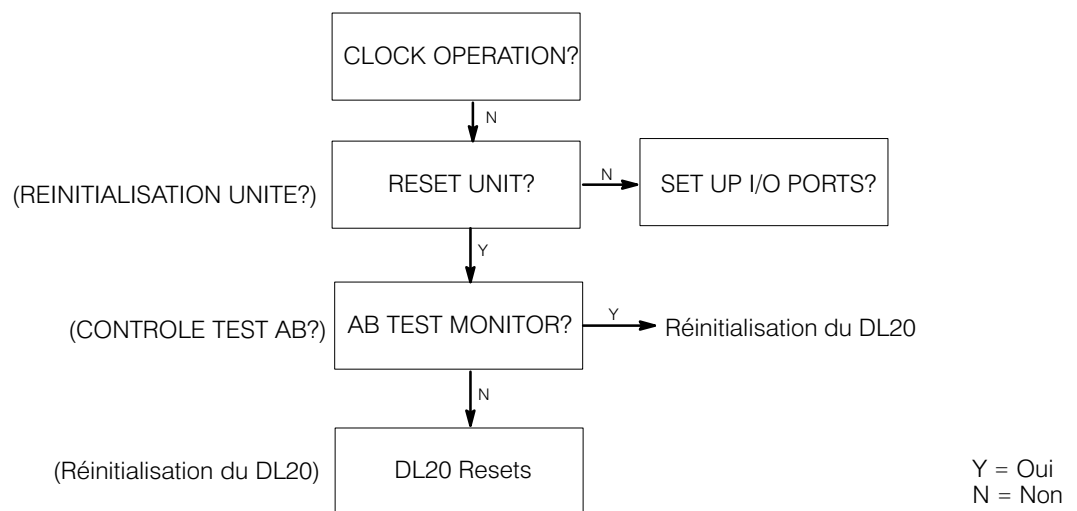 CLOCK OPERATION?
N
(REINITIALISATION UNITE?)
RESET UNIT?
N
SET UP I/O PORTS?
Y
(CONTROLE TEST AB?)
AB TEST MONITOR?
Y
Réinitialisation du DL20
N
(Réinitialisation du DL20)
DL20 Resets
Y = Oui
N = Non